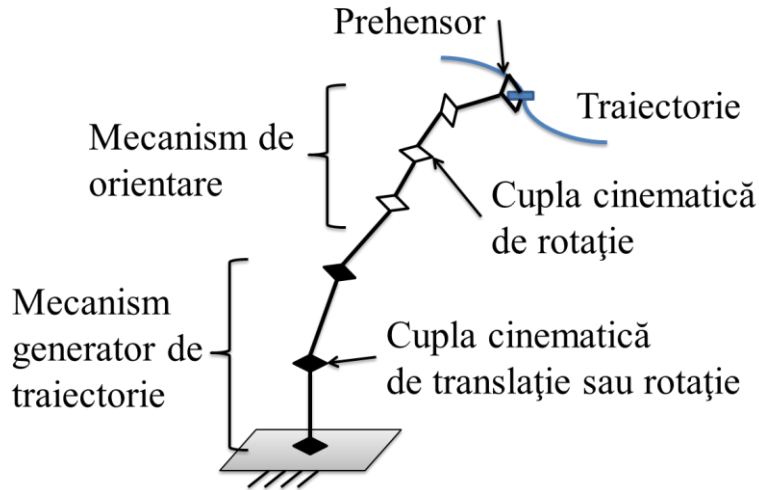 Prehensor
Traiectorie
Mecanism de
orientare
Cupla cinematică
de rotaţie
Mecanism
generator de
traiectorie
Cupla cinematică
de translaţie sau rotaţie